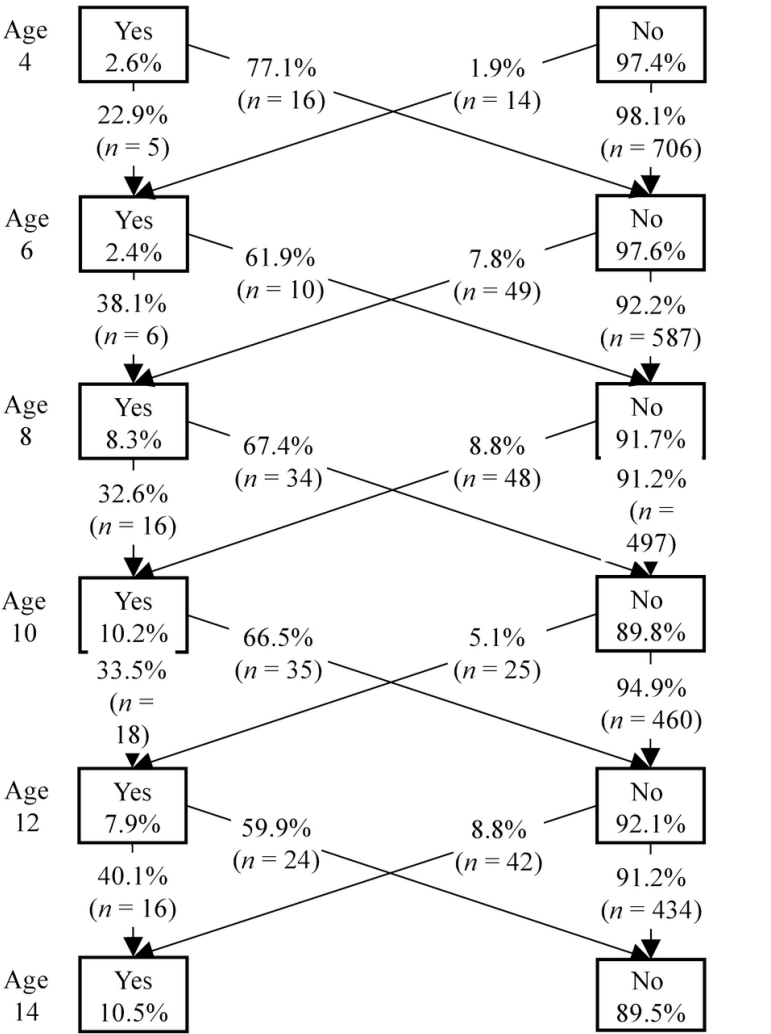 Age
4
Yes
2.6%
No
97.4%
77.1%
(n = 16)
1.9%
(n = 14)
22.9%
(n = 5)
98.1%
(n = 706)
Age
6
Yes
2.4%
No
97.6%
61.9%
(n = 10)
7.8%
(n = 49)
38.1%
(n = 6)
92.2%
(n = 587)
Age
8
Yes
8.3%
No
91.7%
67.4%
(n = 34)
8.8%
(n = 48)
32.6%
(n = 16)
91.2%
(n =
497)
Age
10
Yes
10.2%
No
89.8%
66.5%
(n = 35)
5.1%
(n = 25)
33.5%
(n =
18)
94.9%
(n = 460)
Age
12
Yes
7.9%
No
92.1%
59.9%
(n = 24)
8.8%
(n = 42)
40.1%
(n = 16)
91.2%
(n = 434)
Age
14
Yes
10.5%
No
89.5%